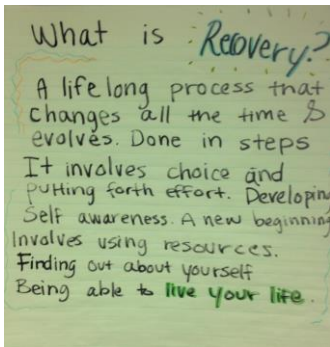 What is Recovery?
A life long process that
changes all the time &
evolves. Done in steps
It involves choice and
putting forth effort. Developing
Self awareness. A new beginning
Involves using resources.
Finding out about yourself
Being able to live your life.